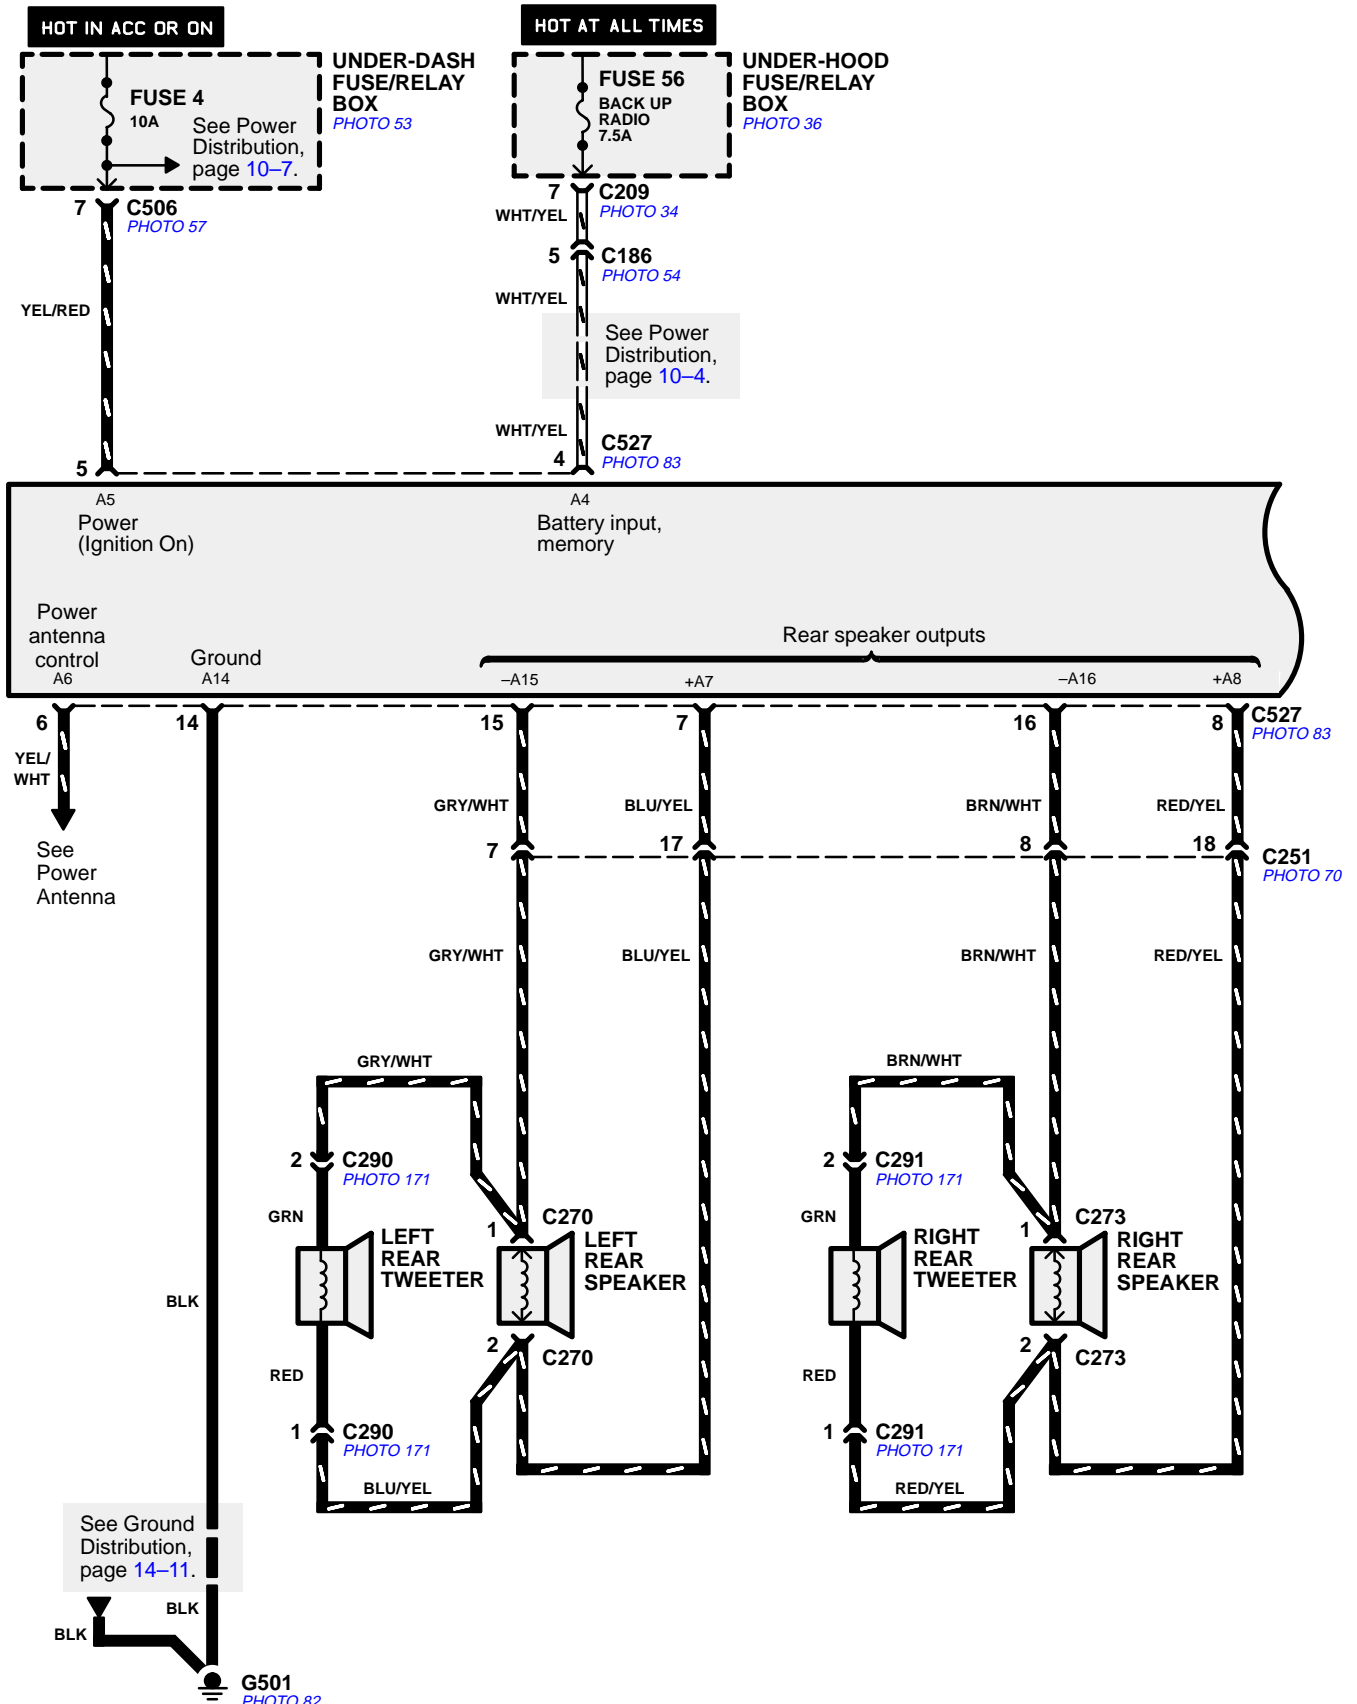 HOT IN ACC OR ON
HOT AT ALL TIMES
FUSE 4
10A
See Power
Distribution,
page 10–7.
UNDER-DASH
FUSE/RELAY
BOX
PHOTO 53
FUSE 56
BACK UP
RADIO
7.5A
UNDER-HOOD
FUSE/RELAY
BOX
PHOTO 36
7
C506
PHOTO 57
7
C209
PHOTO 34
WHT/YEL
5
C186
PHOTO 54
YEL/RED
WHT/YEL
See Power
Distribution,
page 10–4.
WHT/YEL
C527
PHOTO 83
5
4
A5
Power
(Ignition On)
A4
Battery input,
memory
Power
antenna
control
A6
Ground
A14
Rear speaker outputs
–A15
+A7
–A16
+A8
6
14
15
7
16
8
C527
PHOTO 83
YEL/
WHT
See
Power
Antenna
GRY/WHT
BLU/YEL
BRN/WHT
RED/YEL
7
17
8
18
C251
PHOTO 70
GRY/WHT
BLU/YEL
BRN/WHT
RED/YEL
GRY/WHT
BRN/WHT
2
C290
PHOTO 171
2
C291
PHOTO 171
GRN
1
C270
GRN
1
C273
LEFT
REAR
TWEETER
LEFT
REAR
SPEAKER
RIGHT
REAR
TWEETER
RIGHT
REAR
SPEAKER
BLK
2
C270
2
C273
RED
RED
1
C290
PHOTO 171
1
C291
PHOTO 171
BLU/YEL
RED/YEL
See Ground
Distribution,
page 14–11.
BLK
BLK
G501
PHOTO 82